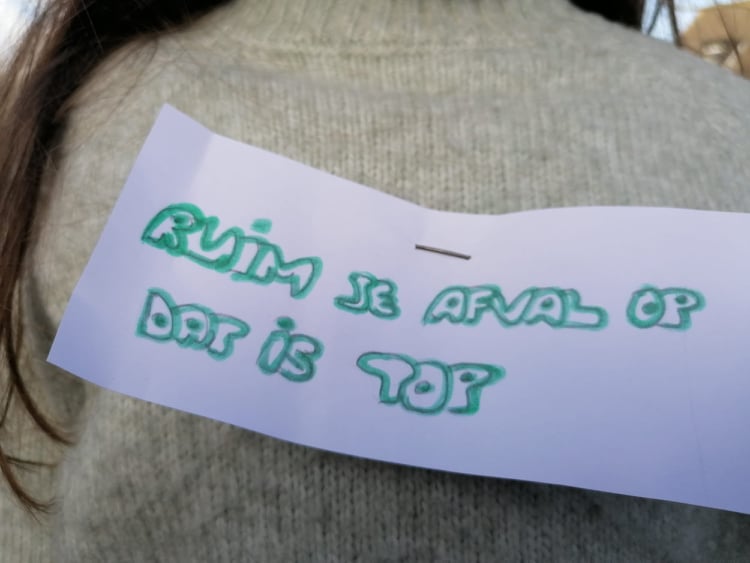 RUIM JE AFVAL OP
DAT IS TOP